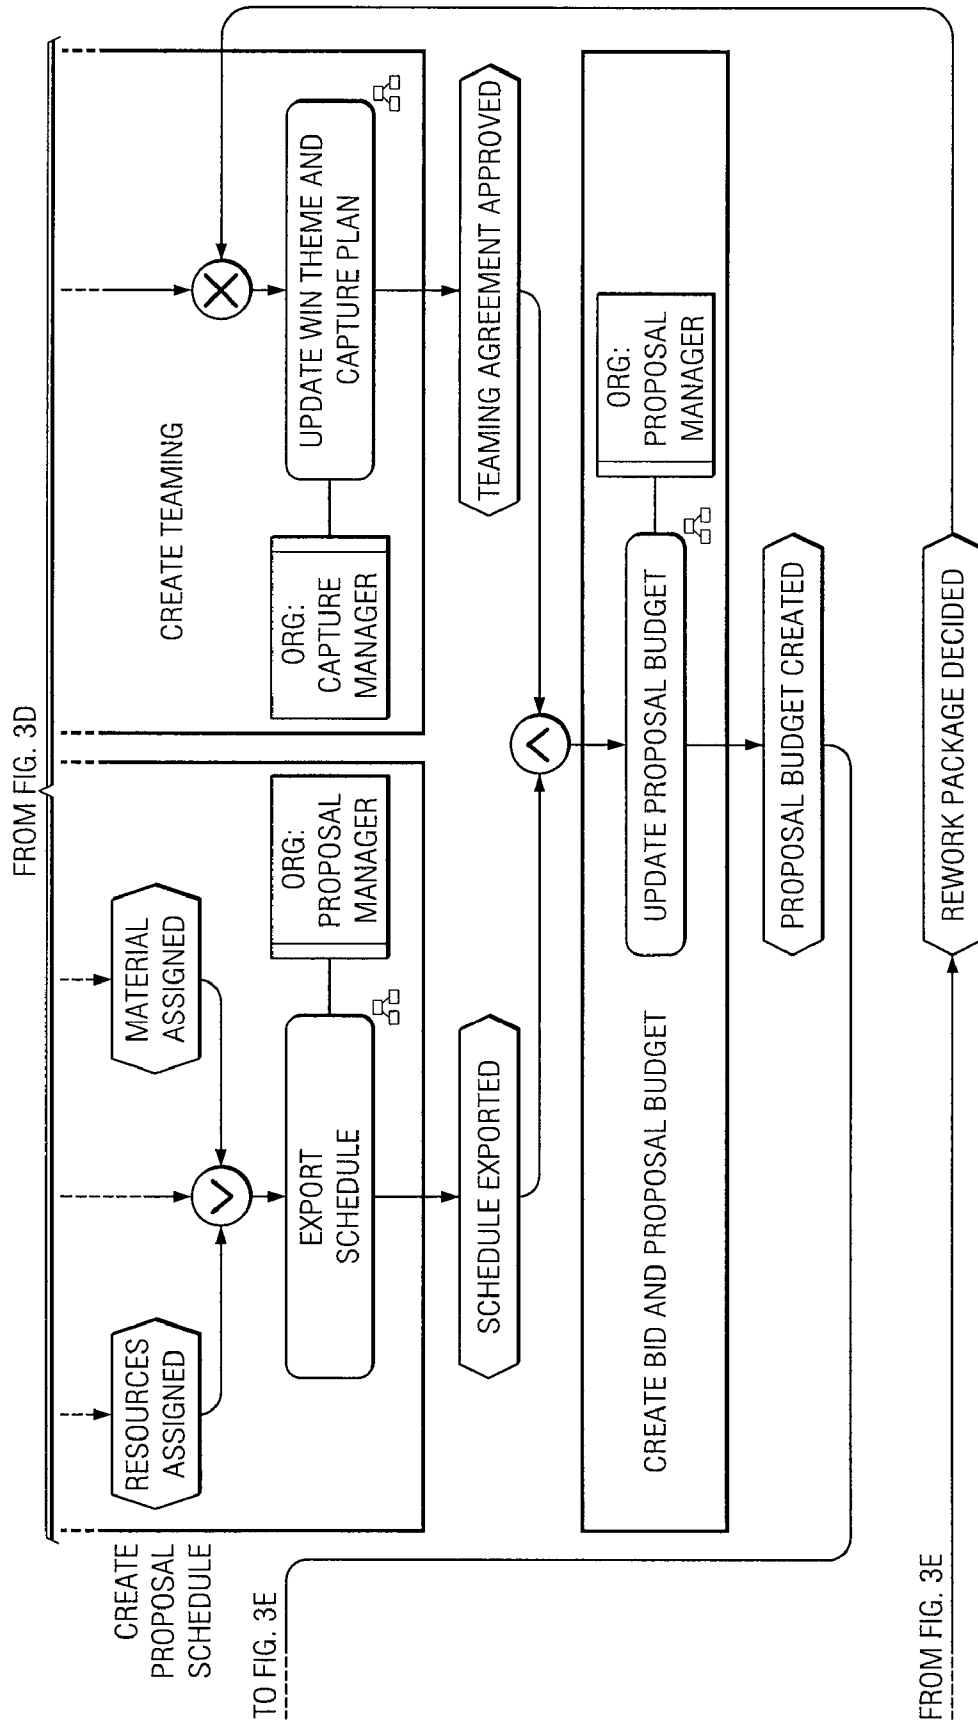 FROM FIG. 3D
CREATE
PROPOSAL
SCHEDULE
RESOURCES
ASSIGNED
MATERIAL
ASSIGNED
EXPORT
SCHEDULE
ORG:
PROPOSAL
MANAGER
CREATE TEAMING
ORG:
CAPTURE
MANAGER
UPDATE WIN THEME AND
CAPTURE PLAN
SCHEDULE EXPORTED
TEAMING AGREEMENT APPROVED
CREATE BID AND PROPOSAL BUDGET
UPDATE PROPOSAL BUDGET
ORG:
PROPOSAL
MANAGER
PROPOSAL BUDGET CREATED
TO FIG. 3E
REWORK PACKAGE DECIDED
FROM FIG. 3E